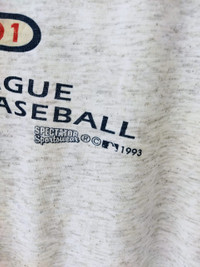 01
AGUE
ASEBALL
SPECTATOR
Sportswear ® © 1993